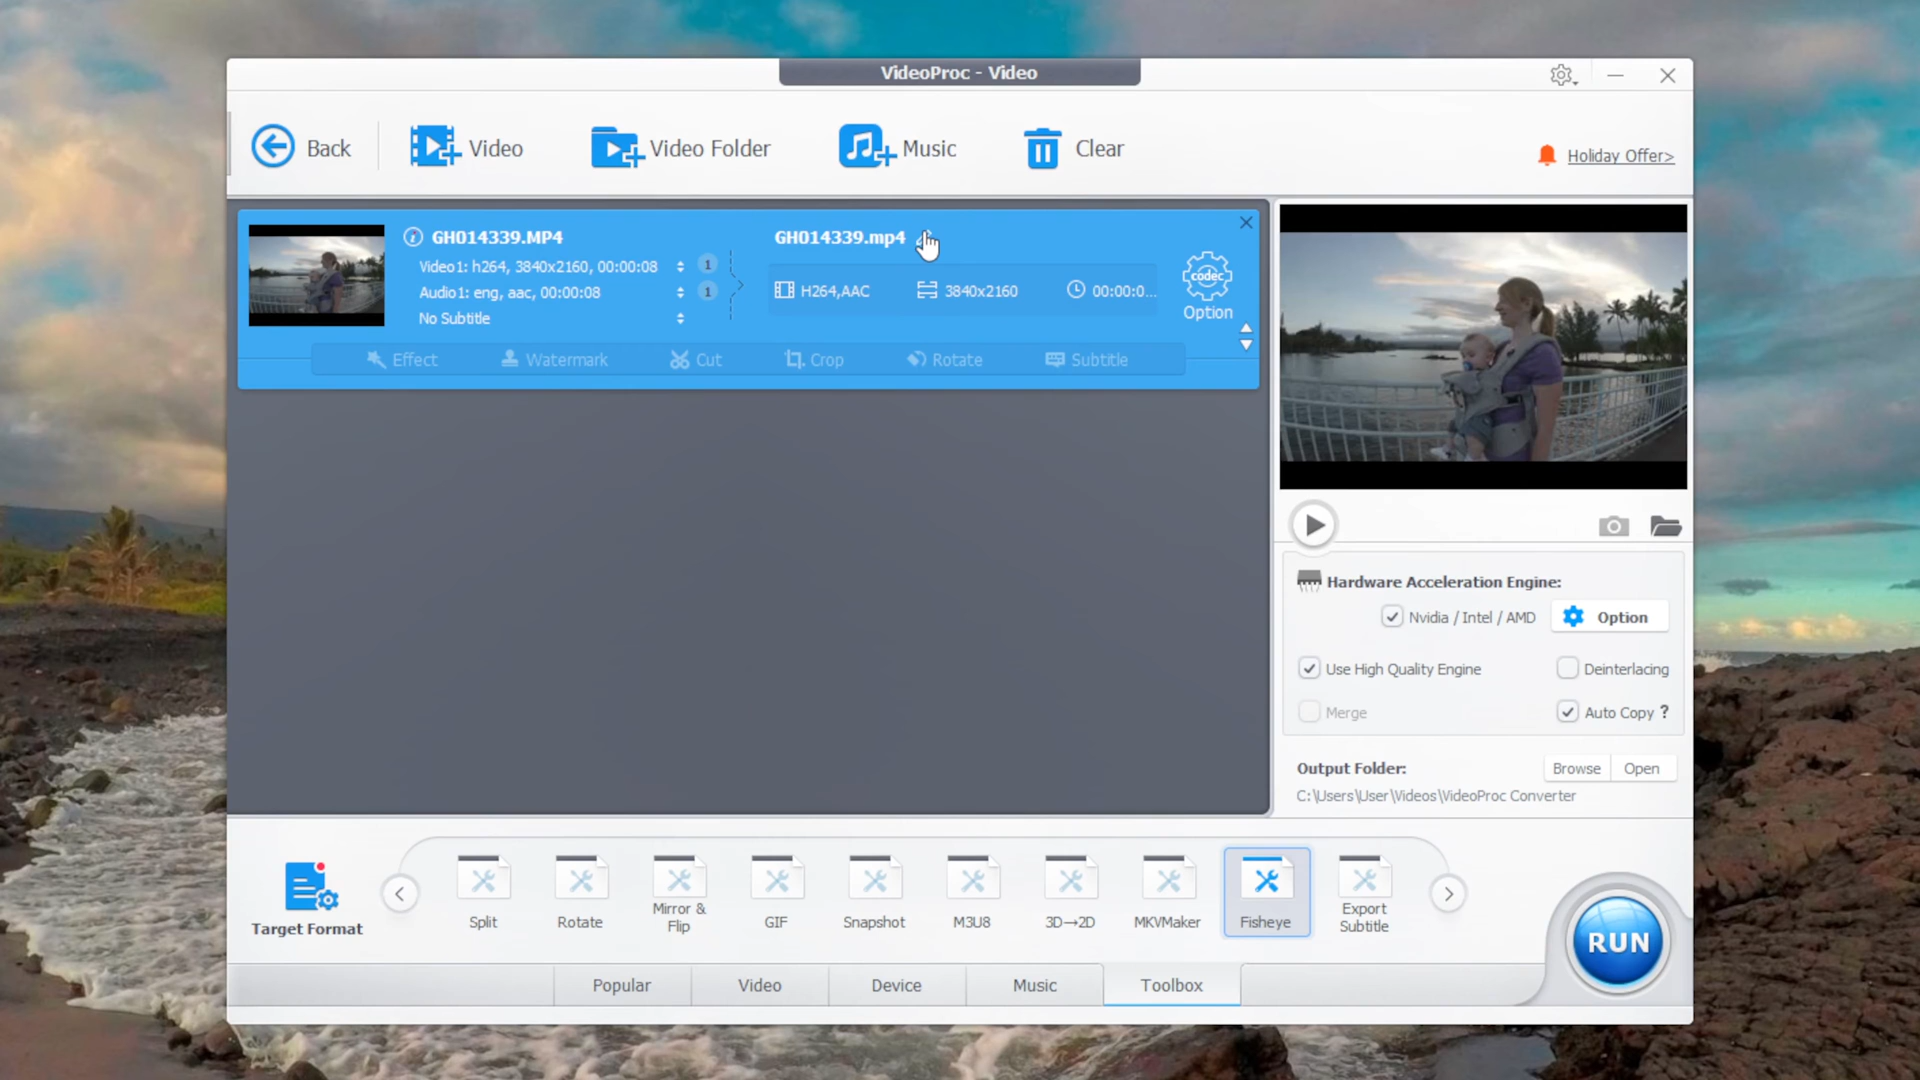 VideoProc - Video
Back
Video
Video Folder
Music
Clear
Holiday Offer>
GH014339.MP4
Video1: h264, 3840x2160, 00:00:08
1
Audio1: eng, aac, 00:00:08
1
No Subtitle
GH014339.mp4
H264,AAC
3840x2160
00:00:0...
codec
Option
Effect
Watermark
Cut
Crop
Rotate
Subtitle
Hardware Acceleration Engine:
Nvidia / Intel / AMD
Option
Use High Quality Engine
Deinterlacing
Merge
Auto Copy ?
Output Folder:
Browse
Open
C:\Users\User\Videos\VideoProc Converter
Target Format
Split
Rotate
Mirror &
Flip
GIF
Snapshot
M3U8
3D→2D
MKVMaker
Fisheye
Export
Subtitle
RUN
Popular
Video
Device
Music
Toolbox